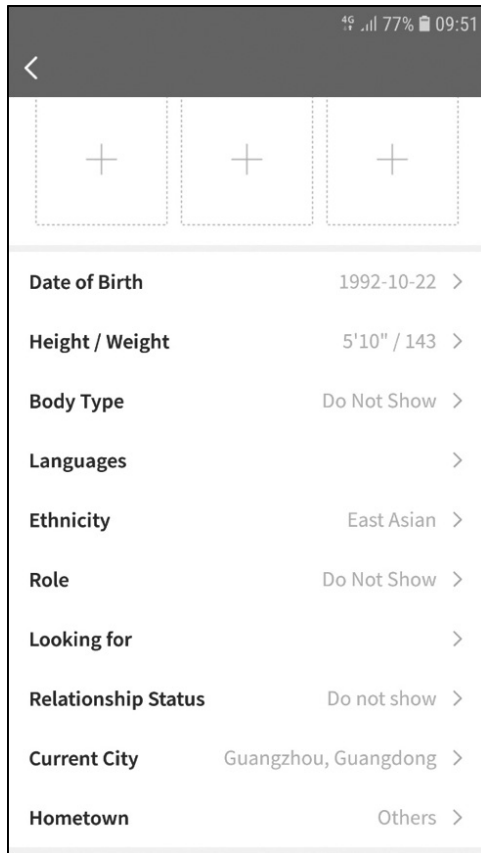 4G 77% 09:51
Date of Birth 1992-10-22
Height / Weight 5'10" / 143
Body Type Do Not Show
Languages
Ethnicity East Asian
Role Do Not Show
Looking for
Relationship Status Do not show
Current City Guangzhou, Guangdong
Hometown Others